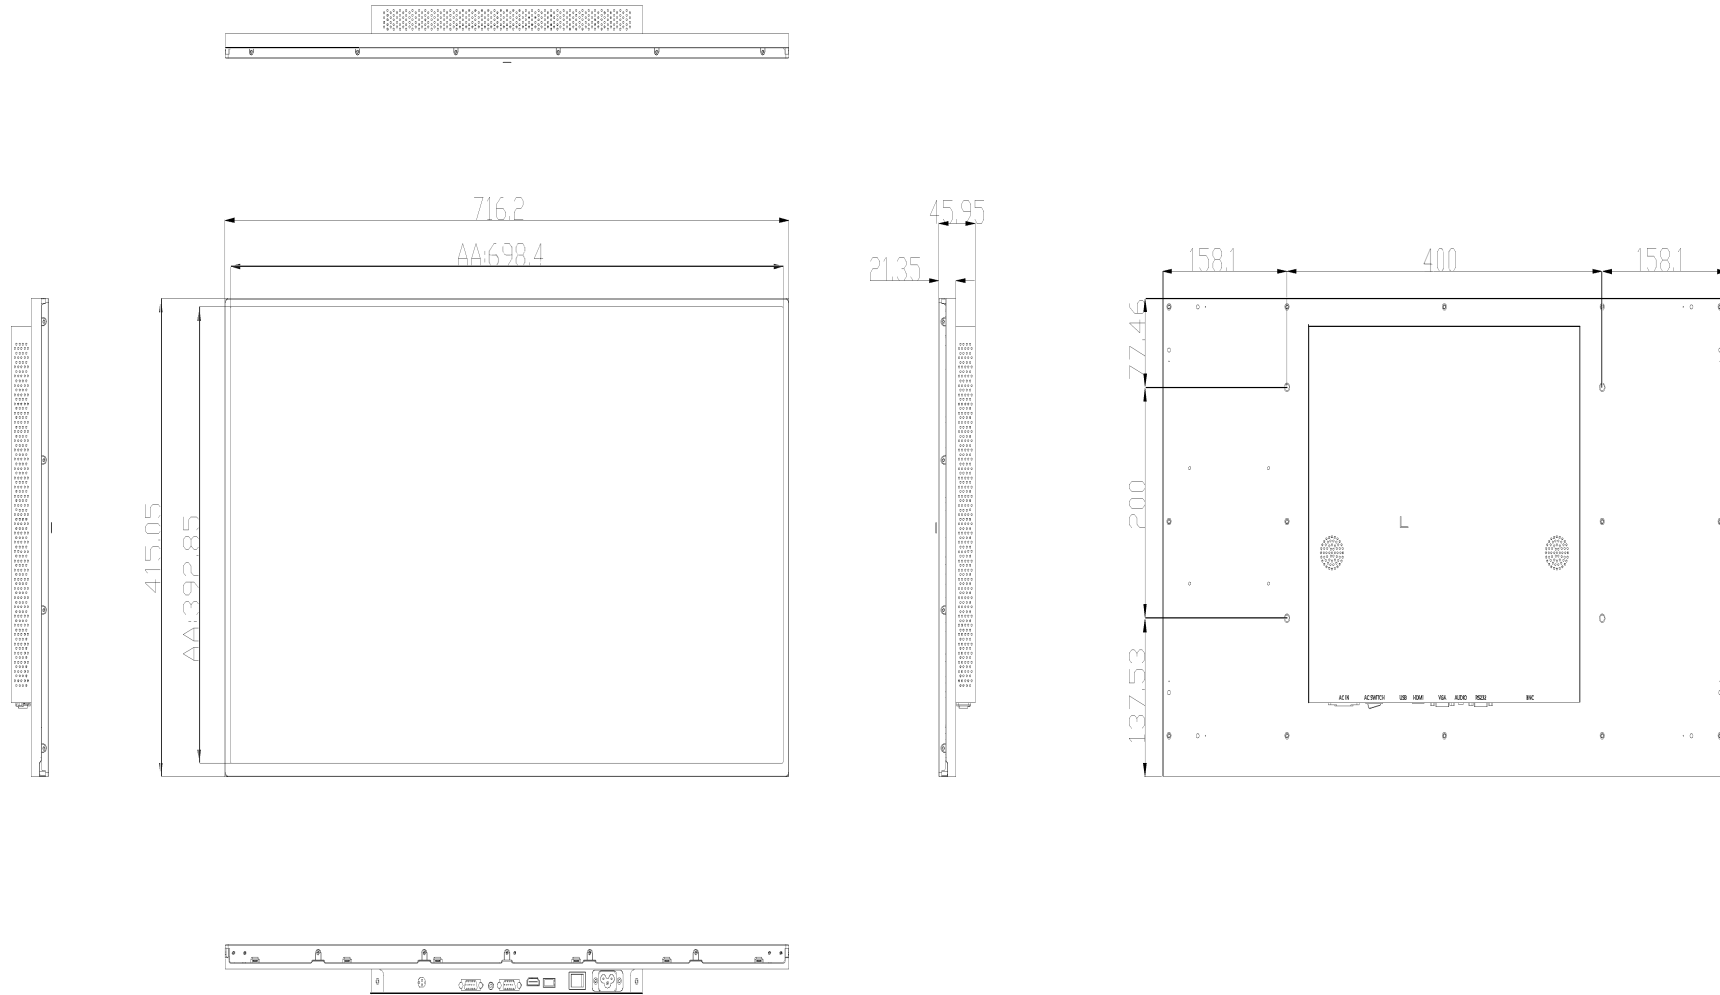 716.2
AA:698.4
45.95
21.35
158.1
400
158.1
77.46
415.05
AA:392.85
200
137.53
AC IN
AC SWITCH
USB
HDMI
VGA
AUDIO
RS232
BNC